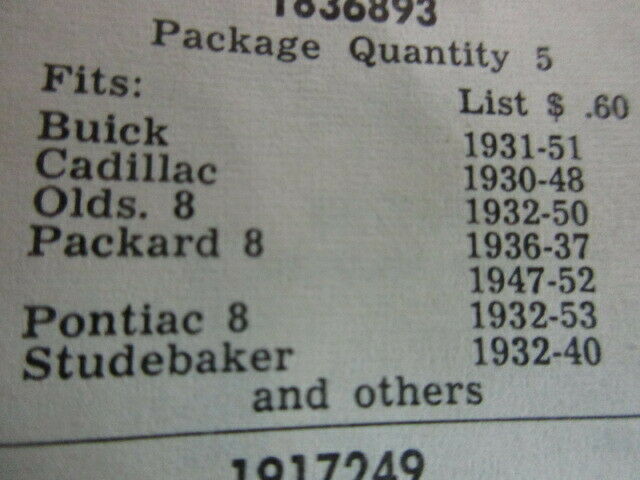 1836893
Package Quantity 5
Fits: List $ .60
Buick 1931-51
Cadillac 1930-48
Olds. 8 1932-50
Packard 8 1936-37
1947-52
Pontiac 8 1932-53
Studebaker 1932-40
and others
1917249